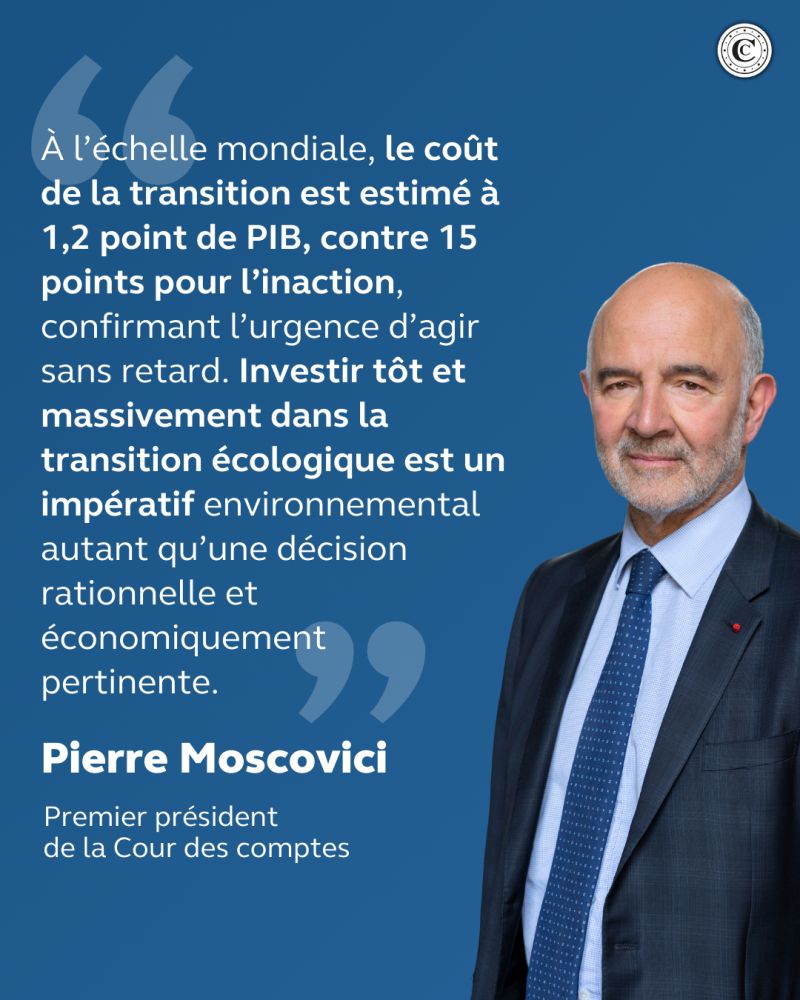 À l’échelle mondiale, le coût
de la transition est estimé à
1,2 point de PIB, contre 15
points pour l’inaction,
confirmant l’urgence d’agir
sans retard. Investir tôt et
massivement dans la
transition écologique est un
impératif environnemental
autant qu’une décision
rationnelle et
économiquement
pertinente.
Pierre Moscovici
Premier président
de la Cour des comptes